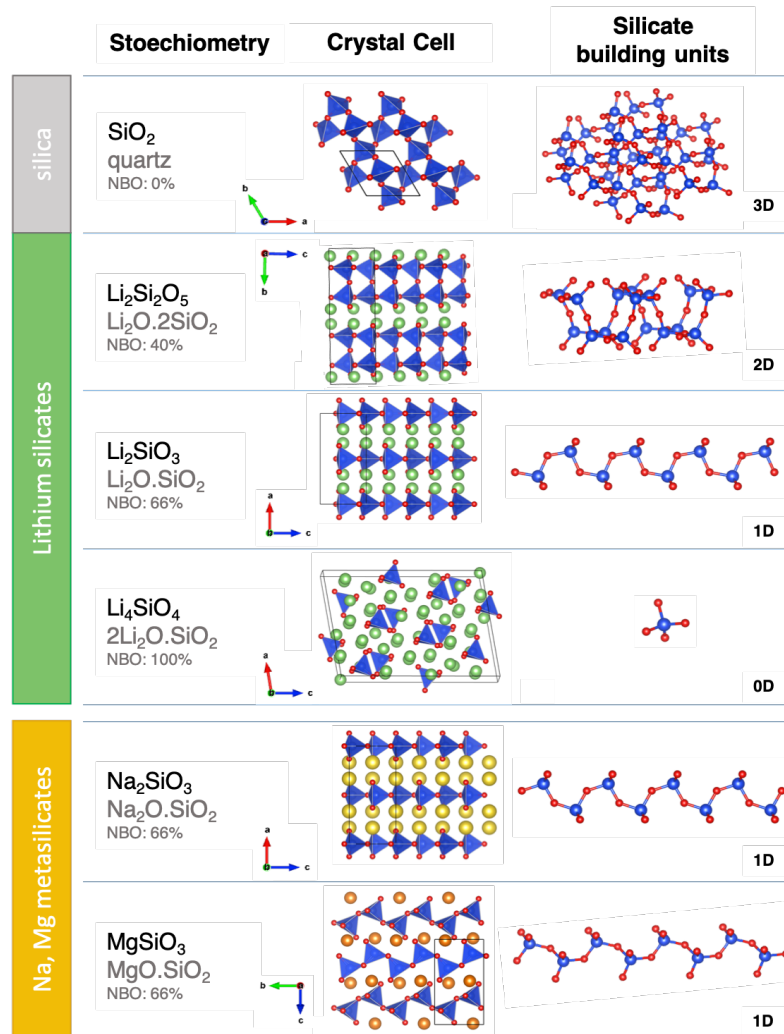 Stoechiometry
Crystal Cell
Silicate
building units
silica
SiO2
quartz
NBO: 0%
b
c
a
3D
Lithium silicates
Li2Si2O5
Li2O.2SiO2
NBO: 40%
a
c
b
2D
Li2SiO3
Li2O.SiO2
NBO: 66%
a
b
c
1D
Li4SiO4
2Li2O.SiO2
NBO: 100%
a
b
c
0D
Na, Mg metasilicates
Na2SiO3
Na2O.SiO2
NBO: 66%
a
b
c
1D
MgSiO3
MgO.SiO2
NBO: 66%
b
a
c
1D